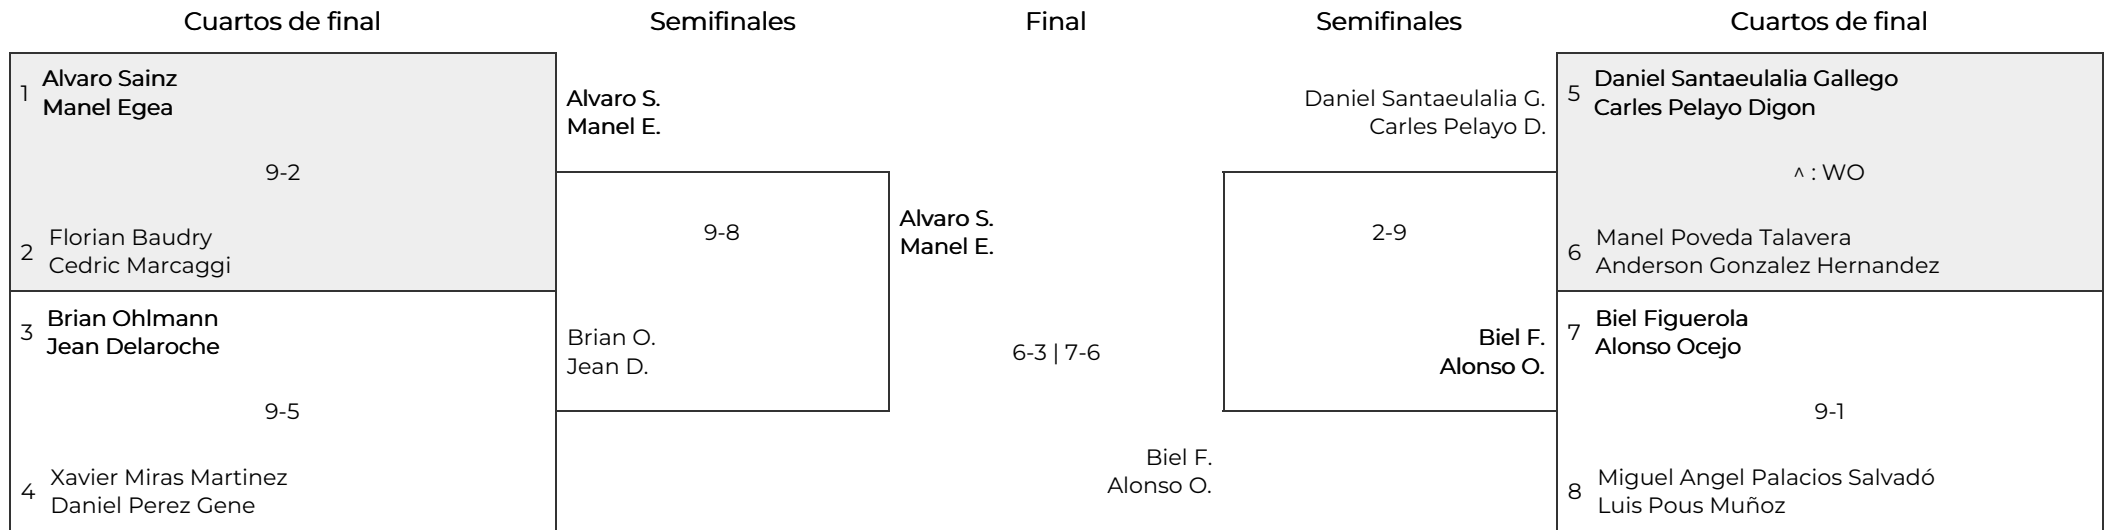 Cuartos de final
Semifinales
Final
Semifinales
Cuartos de final
1
Alvaro Sainz
Manel Egea
9-2
2
Florian Baudry
Cedric Marcaggi
3
Brian Ohlmann
Jean Delaroche
9-5
4
Xavier Miras Martinez
Daniel Perez Gene
Alvaro S.
Manel E.
9-8
Brian O.
Jean D.
Alvaro S.
Manel E.
6-3 | 7-6
Biel F.
Alonso O.
Daniel Santaeulalia G.
Carles Pelayo D.
2-9
Biel F.
Alonso O.
5
Daniel Santaeulalia Gallego
Carles Pelayo Digon
^ : WO
6
Manel Poveda Talavera
Anderson Gonzalez Hernandez
7
Biel Figuerola
Alonso Ocejo
9-1
8
Miguel Angel Palacios Salvadó
Luis Pous Muñoz